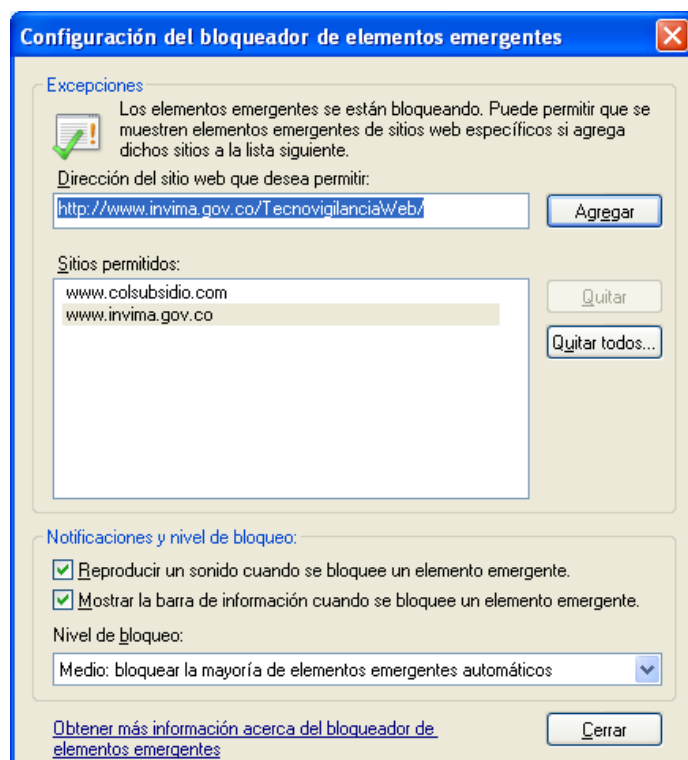 Configuración del bloqueador de elementos emergentes
Excepciones
Los elementos emergentes se están bloqueando. Puede permitir que se
muestren elementos emergentes de sitios web específicos si agrega
dichos sitios a la lista siguiente.
Dirección del sitio web que desea permitir:
http://www.invima.gov.co/TecnovigilanciaWeb/
Agregar
Sitios permitidos:
www.colsubsidio.com
www.invima.gov.co
Quitar
Quitar todos...
Notificaciones y nivel de bloqueo:
Reproducir un sonido cuando se bloquee un elemento emergente.
Mostrar la barra de información cuando se bloquee un elemento emergente.
Nivel de bloqueo:
Medio: bloquear la mayoría de elementos emergentes automáticos
Obtener más información acerca del bloqueador de
elementos emergentes
Cerrar